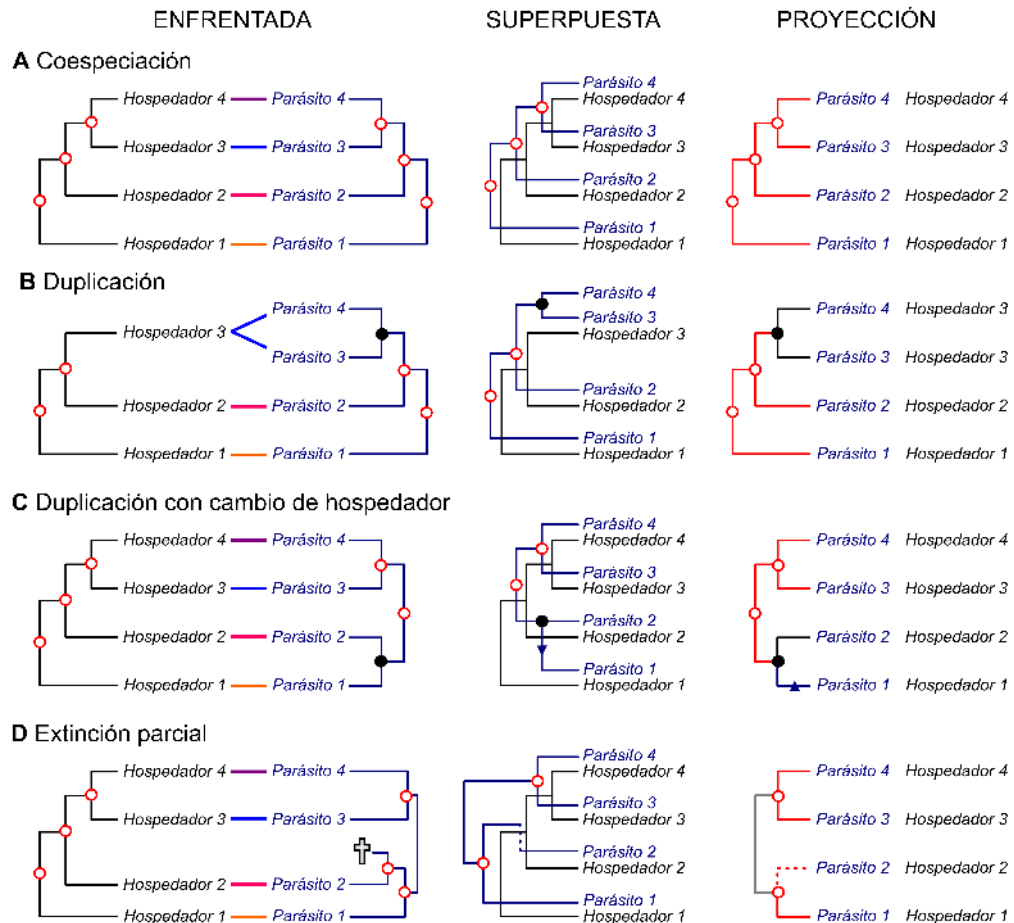 ENFRENTADA SUPERPUESTA PROYECCIÓN
A Coespeciación
Hospedador 4 Parásito 4
Hospedador 3 Parásito 3
Hospedador 2 Parásito 2
Hospedador 1 Parásito 1
Parásito 4
Hospedador 4
Parásito 3
Hospedador 3
Parásito 2
Hospedador 2
Parásito 1
Hospedador 1
Parásito 4 Hospedador 4
Parásito 3 Hospedador 3
Parásito 2 Hospedador 2
Parásito 1 Hospedador 1
B Duplicación
Parásito 4
Hospedador 3
Parásito 3
Hospedador 2 Parásito 2
Hospedador 1 Parásito 1
Parásito 4
Parásito 3
Hospedador 3
Parásito 2
Hospedador 2
Parásito 1
Hospedador 1
Parásito 4 Hospedador 3
Parásito 3 Hospedador 3
Parásito 2 Hospedador 2
Parásito 1 Hospedador 1
C Duplicación con cambio de hospedador
Hospedador 4 Parásito 4
Hospedador 3 Parásito 3
Hospedador 2 Parásito 2
Hospedador 1 Parásito 1
Parásito 4
Hospedador 4
Parásito 3
Hospedador 3
Parásito 2
Hospedador 2
Parásito 1
Hospedador 1
Parásito 4 Hospedador 4
Parásito 3 Hospedador 3
Parásito 2 Hospedador 2
Parásito 1 Hospedador 1
D Extinción parcial
Hospedador 4 Parásito 4
Hospedador 3 Parásito 3
Hospedador 2 Parásito 2
Hospedador 1 Parásito 1
Parásito 4
Hospedador 4
Parásito 3
Hospedador 3
Parásito 2
Hospedador 2
Parásito 1
Hospedador 1
Parásito 4 Hospedador 4
Parásito 3 Hospedador 3
Parásito 2 Hospedador 2
Parásito 1 Hospedador 1